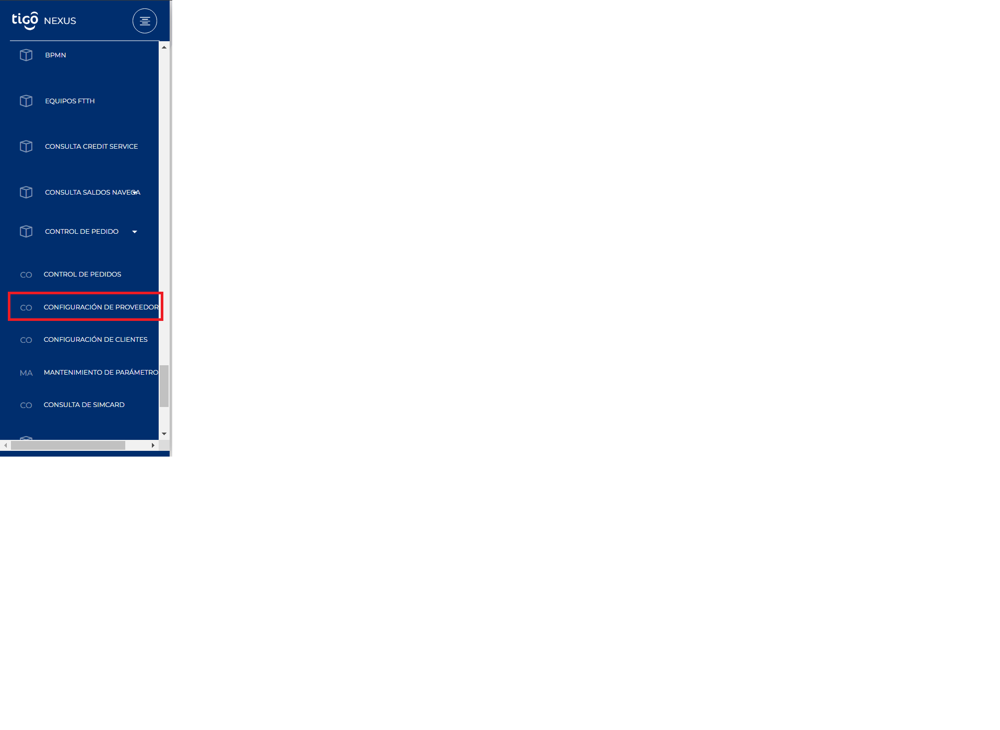 tigo NEXUS
BPMN
EQUIPOS FTTH
CONSULTA CREDIT SERVICE
CONSULTA SALDOS NAVEGA
CONTROL DE PEDIDO
CO CONTROL DE PEDIDOS
CO CONFIGURACIÓN DE PROVEEDOR
CO CONFIGURACIÓN DE CLIENTES
MA MANTENIMIENTO DE PARÁMETRO
CO CONSULTA DE SIMCARD